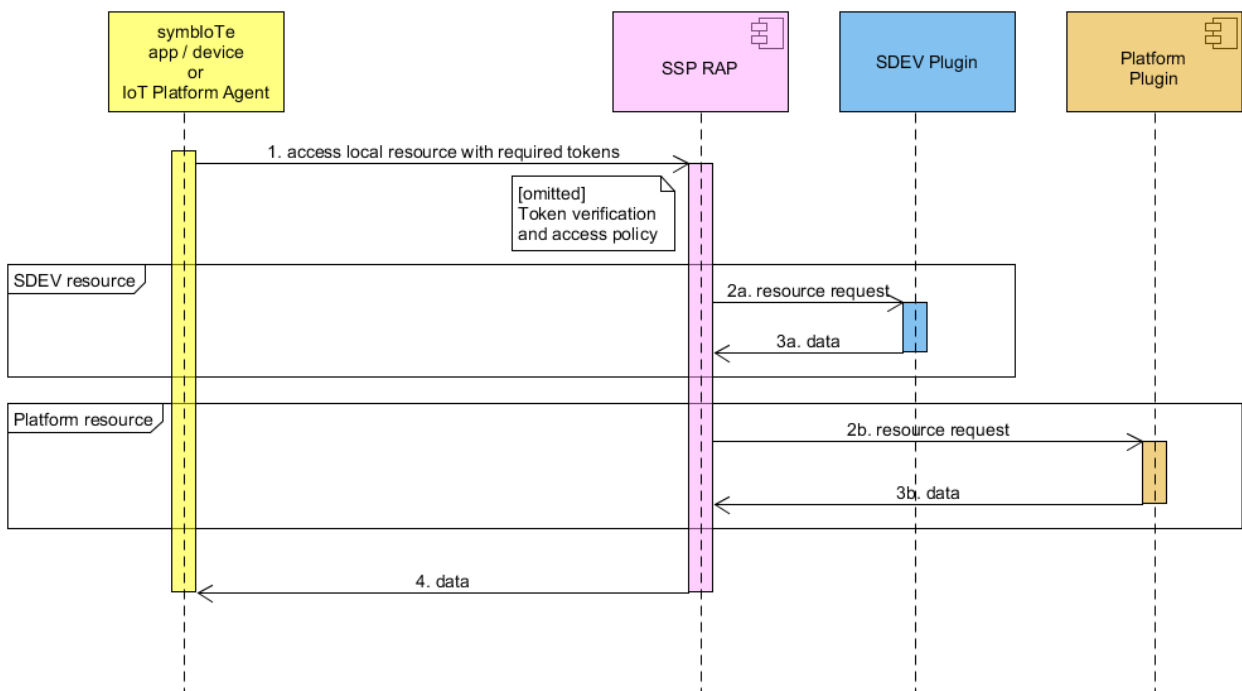 symbIoTe
app / device
or
IoT Platform Agent
SSP RAP
SDEV Plugin
Platform
Plugin
1. access local resource with required tokens
[omitted]
Token verification
and access policy
SDEV resource
2a. resource request
3a. data
Platform resource
2b. resource request
3b. data
4. data